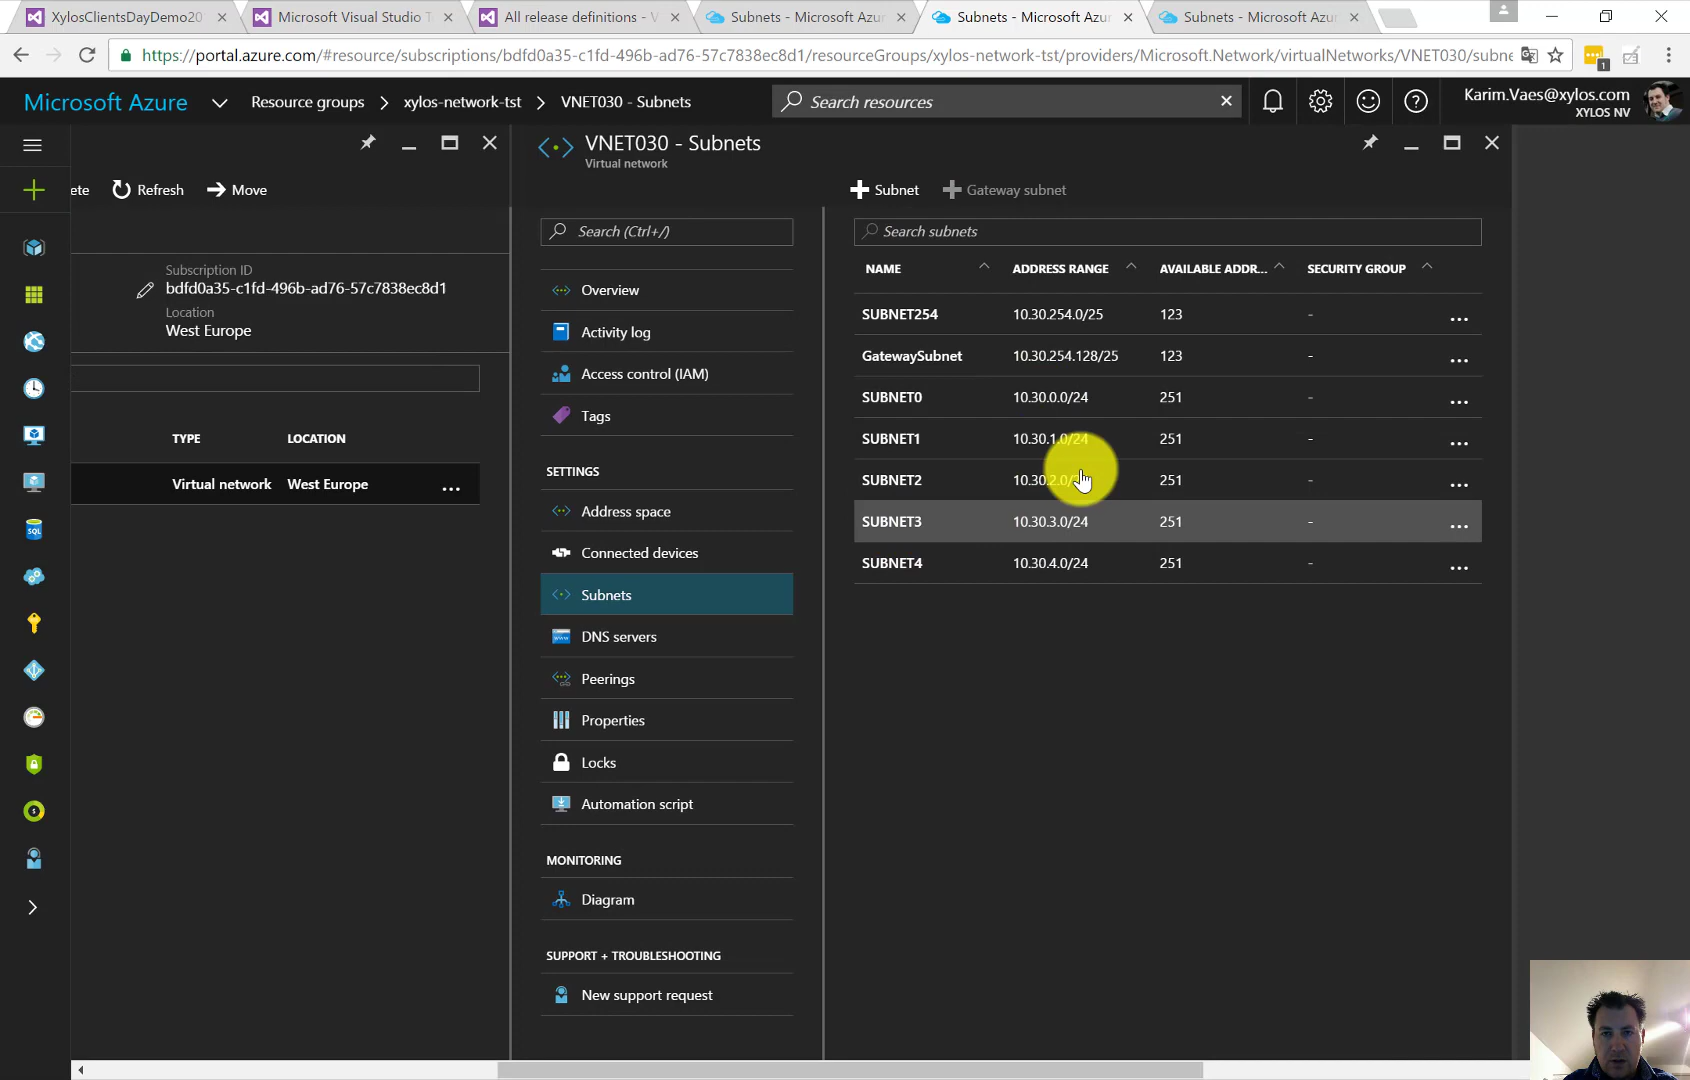 XylosClientsDayDemo20
Microsoft Visual Studio T
All release definitions - V
Subnets - Microsoft Azur
Subnets - Microsoft Azur
Subnets - Microsoft Azur
https://portal.azure.com/#resource/subscriptions/bdfd0a35-c1fd-496b-ad76-57c7838ec8d1/resourceGroups/xylos-network-tst/providers/Microsoft.Network/virtualNetworks/VNET030/subne
1
Microsoft Azure
Resource groups
xylos-network-tst
VNET030 - Subnets
Search resources
Karim.Vaes@xylos.com
XYLOS NV
VNET030 - Subnets
Virtual network
ete
Refresh
Move
Subnet
Gateway subnet
Search (Ctrl+/)
Search subnets
Subscription ID
bdfd0a35-c1fd-496b-ad76-57c7838ec8d1
Location
West Europe
TYPE LOCATION
Virtual network West Europe ...
Overview
Activity log
Access control (IAM)
Tags
SETTINGS
Address space
Connected devices
Subnets
DNS servers
Peerings
Properties
Locks
Automation script
MONITORING
Diagram
SUPPORT + TROUBLESHOOTING
New support request
NAME ADDRESS RANGE AVAILABLE ADDR... SECURITY GROUP
SUBNET254 10.30.254.0/25 123 - ...
GatewaySubnet 10.30.254.128/25 123 - ...
SUBNET0 10.30.0.0/24 251 - ...
SUBNET1 10.30.1.0/24 251 - ...
SUBNET2 10.30.2.0/ 251 - ...
SUBNET3 10.30.3.0/24 251 - ...
SUBNET4 10.30.4.0/24 251 - ...